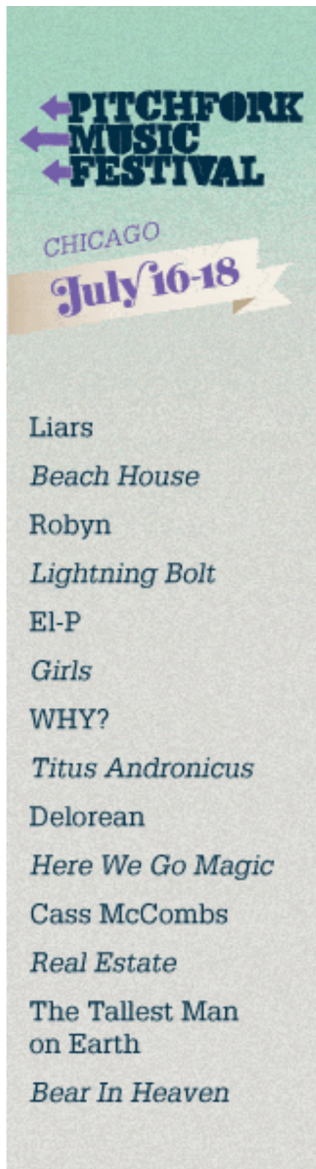 PITCHFORK
MUSIC
FESTIVAL
CHICAGO
July 16-18
Liars
Beach House
Robyn
Lightning Bolt
El-P
Girls
WHY?
Titus Andronicus
Delorean
Here We Go Magic
Cass McCombs
Real Estate
The Tallest Man
on Earth
Bear In Heaven